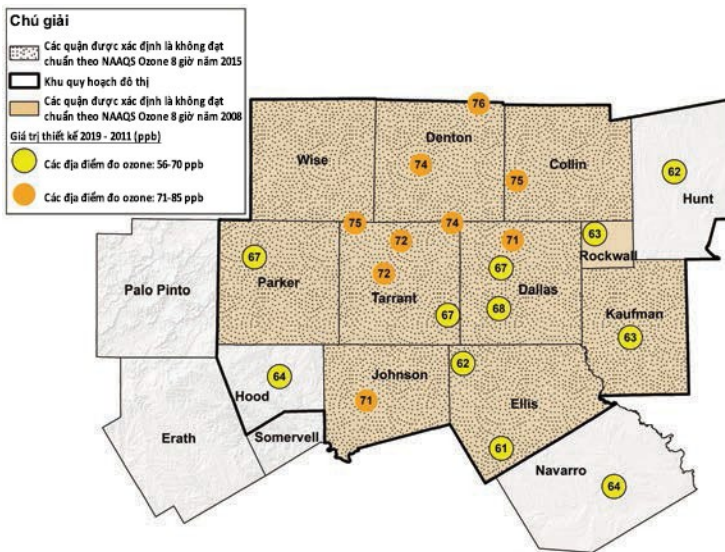 Chú giải
Các quận được xác định là không đạt
chuẩn theo NAAQS Ozone 8 giờ năm 2015
Khu quy hoạch đô thị
Các quận được xác định là không đạt
chuẩn theo NAAQS Ozone 8 giờ năm 2008
Giá trị thiết kế 2019 - 2011 (ppb)
Các địa điểm đo ozone: 56-70 ppb
Các địa điểm đo ozone: 71-85 ppb
76
Denton
Wise
74
Collin
75
62
Hunt
75
74
63
72
71
Rockwall
67
67
Parker
72
Palo Pinto
Tarrant
Dallas
67
68
Kaufman
63
62
Johnson
64
Hood
71
Ellis
Erath
Somervell
61
Navarro
64